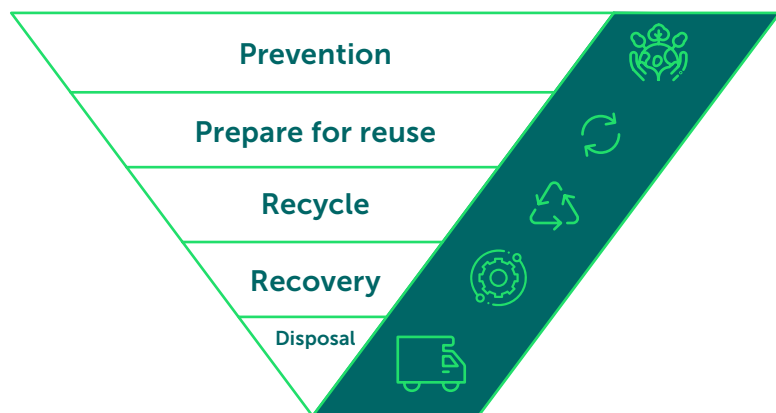 Prevention
Prepare for reuse
Recycle
Recovery
Disposal